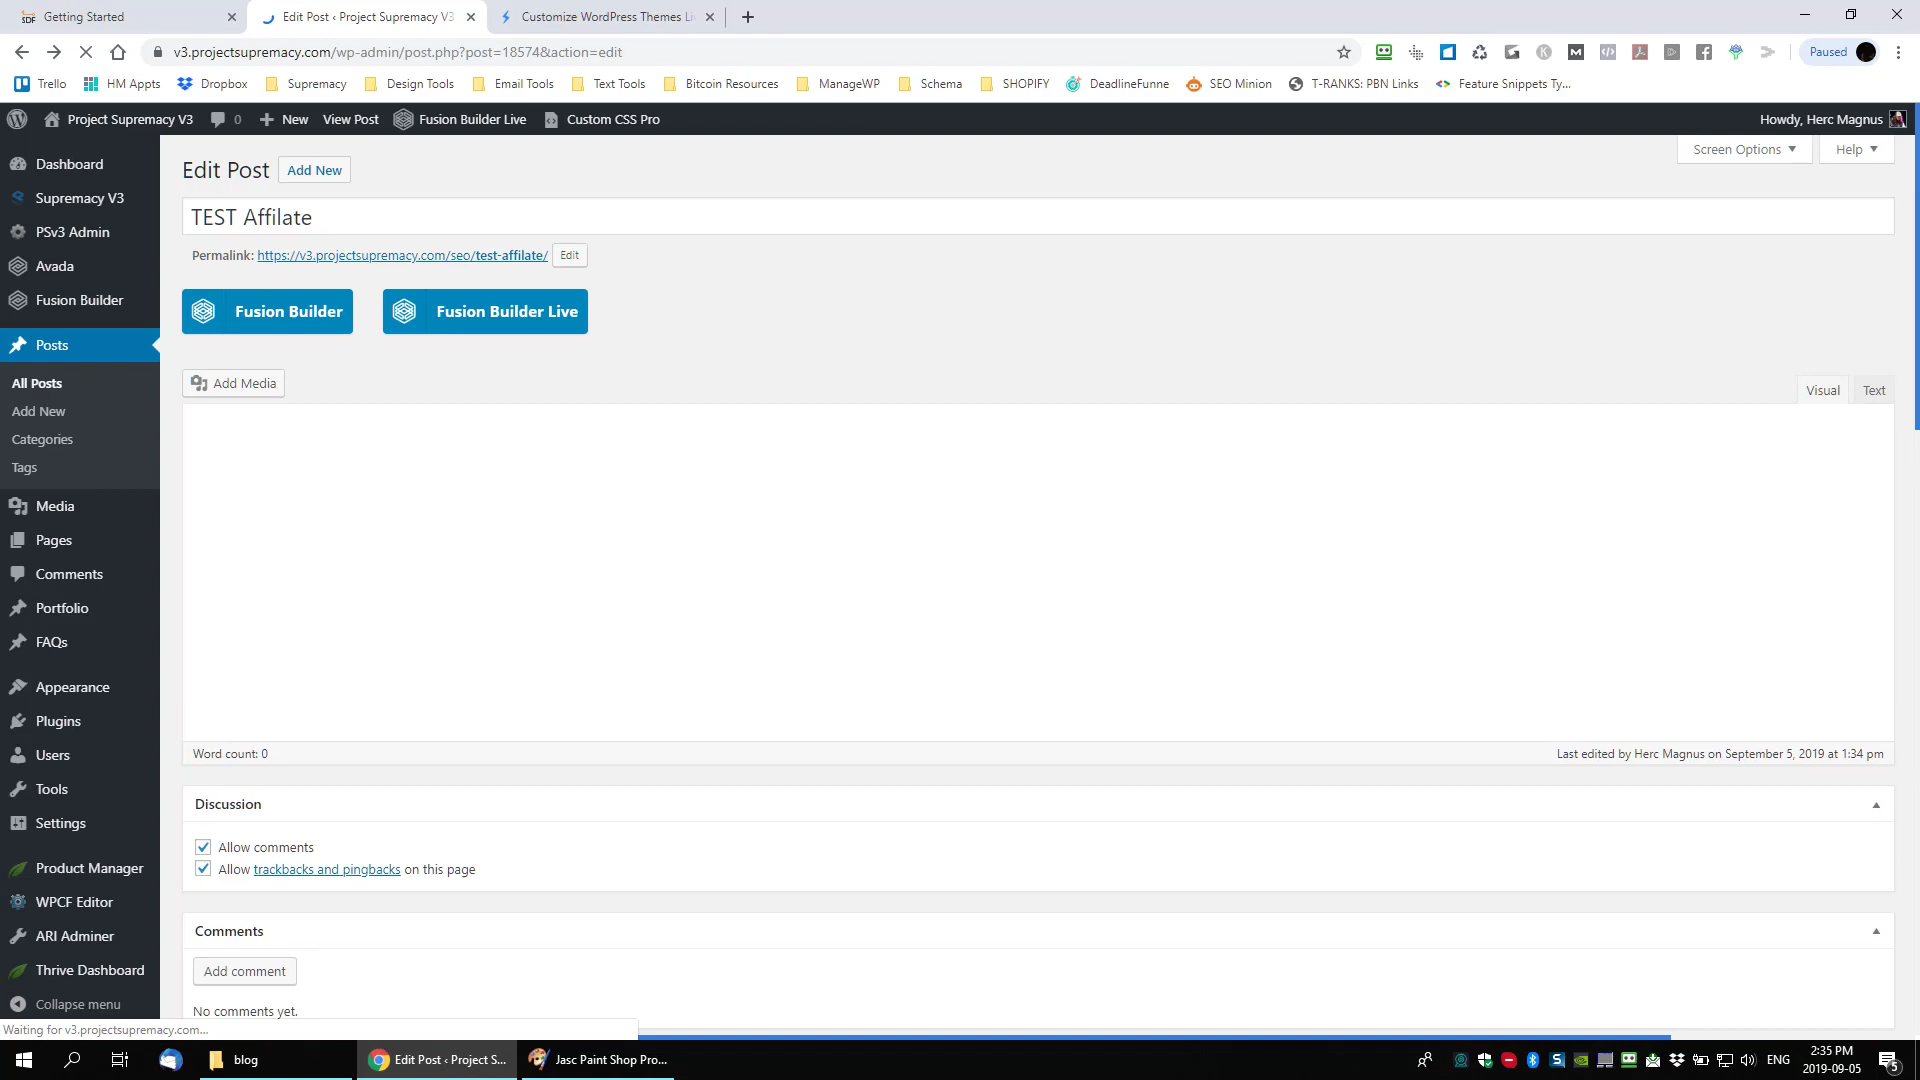 Getting Started
Edit Post ‹ Project Supremacy V3
Customize WordPress Themes Li
v3.projectsupremacy.com/wp-admin/post.php?post=18574&action=edit
Paused
Trello
HM Appts
Dropbox
Supremacy
Design Tools
Email Tools
Text Tools
Bitcoin Resources
ManageWP
Schema
SHOPIFY
DeadlineFunne
SEO Minion
T-RANKS: PBN Links
Feature Snippets Ty...
Project Supremacy V3
0
New
View Post
Fusion Builder Live
Custom CSS Pro
Howdy, Herc Magnus
Dashboard
Supremacy V3
PSv3 Admin
Avada
Fusion Builder
Posts
All Posts
Add New
Categories
Tags
Media
Pages
Comments
Portfolio
FAQs
Appearance
Plugins
Users
Tools
Settings
Product Manager
WPCF Editor
ARI Adminer
Thrive Dashboard
Collapse menu
Screen Options
Help
Edit Post
Add New
TEST Affilate
Permalink: https://v3.projectsupremacy.com/seo/test-affilate/
Edit
Fusion Builder
Fusion Builder Live
Add Media
Visual
Text
Word count: 0
Last edited by Herc Magnus on September 5, 2019 at 1:34 pm
Discussion
Allow comments
Allow trackbacks and pingbacks on this page
Comments
Add comment
No comments yet.
Waiting for v3.projectsupremacy.com...
blog
Edit Post ‹ Project S...
Jasc Paint Shop Pro...
ENG
2:35 PM
2019-09-05
5